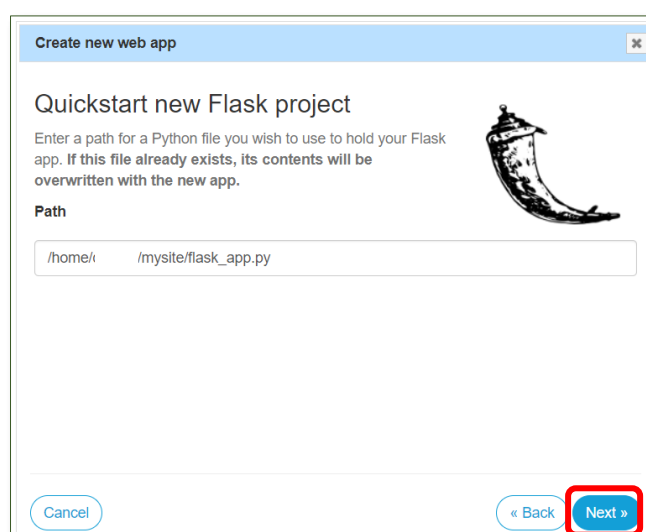 Create new web app
Quickstart new Flask project
Enter a path for a Python file you wish to use to hold your Flask
app. If this file already exists, its contents will be
overwritten with the new app.
Path
/home/ /mysite/flask_app.py
Cancel
« Back
Next »